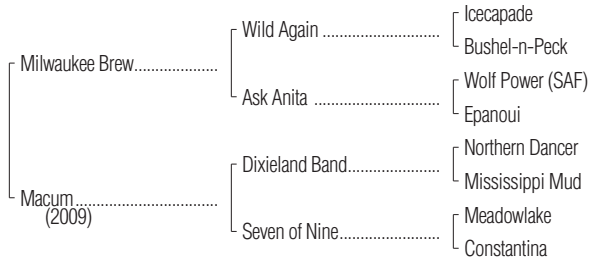 Icecapade
Wild Again
Bushel-n-Peck
Milwaukee Brew
Wolf Power (SAF)
Ask Anita
Epanoui
Northern Dancer
Dixieland Band
Mississippi Mud
Macum
(2009)
Meadowlake
Seven of Nine
Constantina